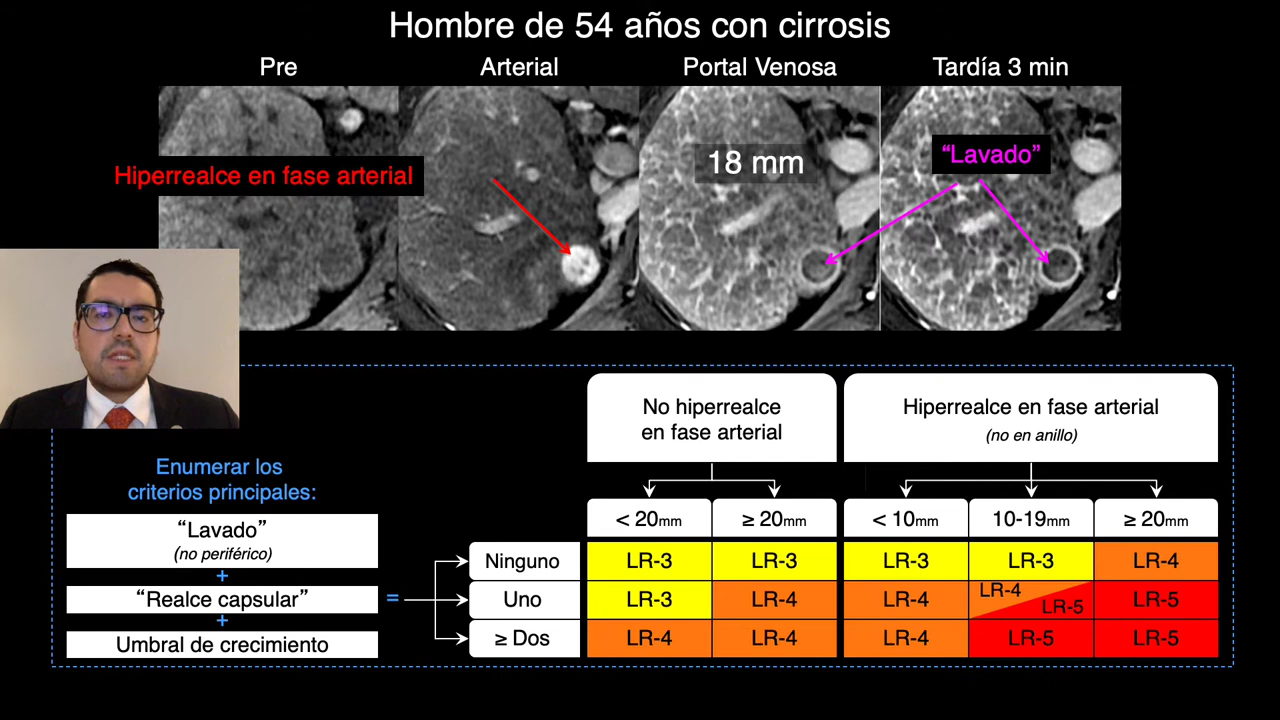 Hombre de 54 años con cirrosis
Pre
Arterial
Portal Venosa
Tardía 3 min
Hiperrealce en fase arterial
18 mm
“Lavado”
Enumerar los
criterios principales:
“Lavado”
(no periférico)
+
“Realce capsular”
+
Umbral de crecimiento
=
No hiperrealce
en fase arterial
Hiperrealce en fase arterial
(no en anillo)
< 20mm
≥ 20mm
< 10mm
10-19mm
≥ 20mm
Ninguno
LR-3
LR-3
LR-3
LR-3
LR-4
Uno
LR-3
LR-4
LR-4
LR-4
LR-5
LR-5
≥ Dos
LR-4
LR-4
LR-4
LR-5
LR-5